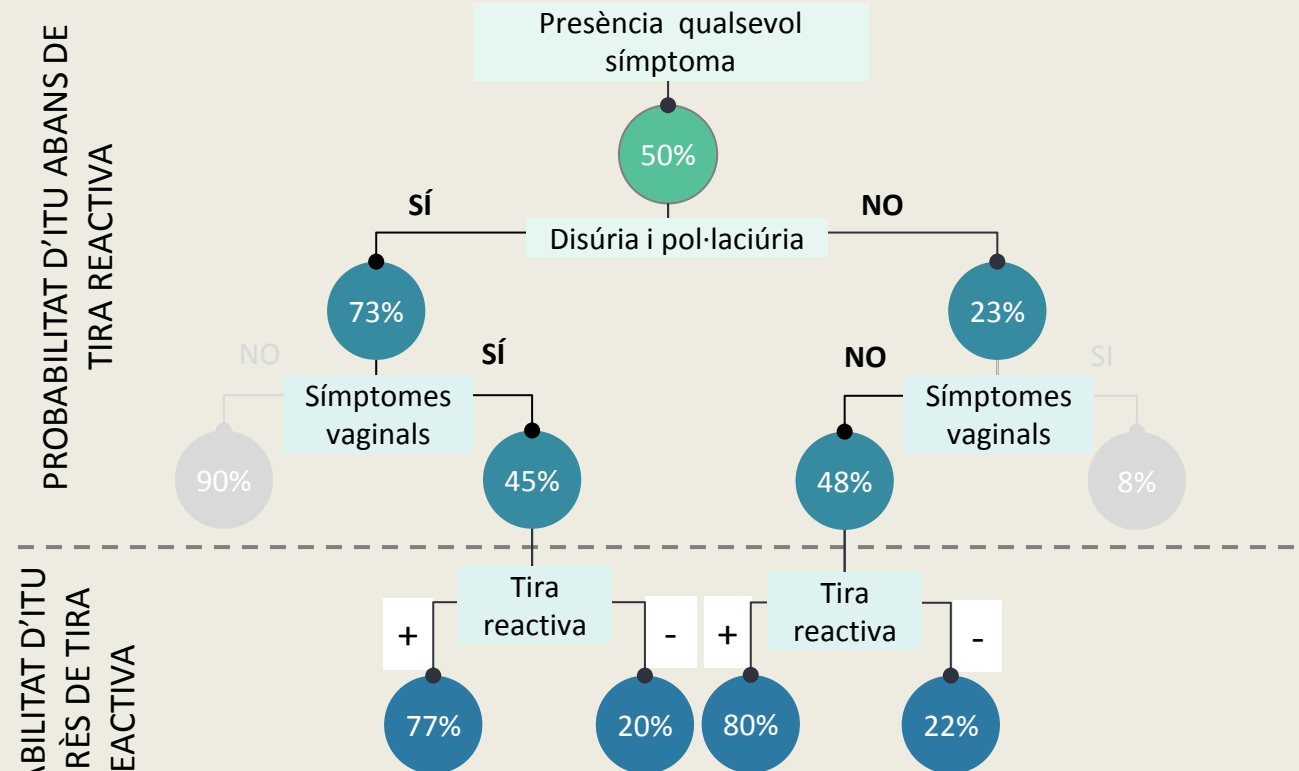 PROBABILITAT D'ITU ABANS DE
TIRA REACTIVA
Presència qualsevol
símptoma
50%
SÍ
NO
Disúria i pol·laciúria
73%
23%
NO
SÍ
NO
SI
Símptomes
vaginals
Símptomes
vaginals
90%
45%
48%
8%
ABILITAT D'ITU
RÈS DE TIRA
EACTIVA
Tira
reactiva
Tira
reactiva
+
-
+
-
77%
20%
80%
22%